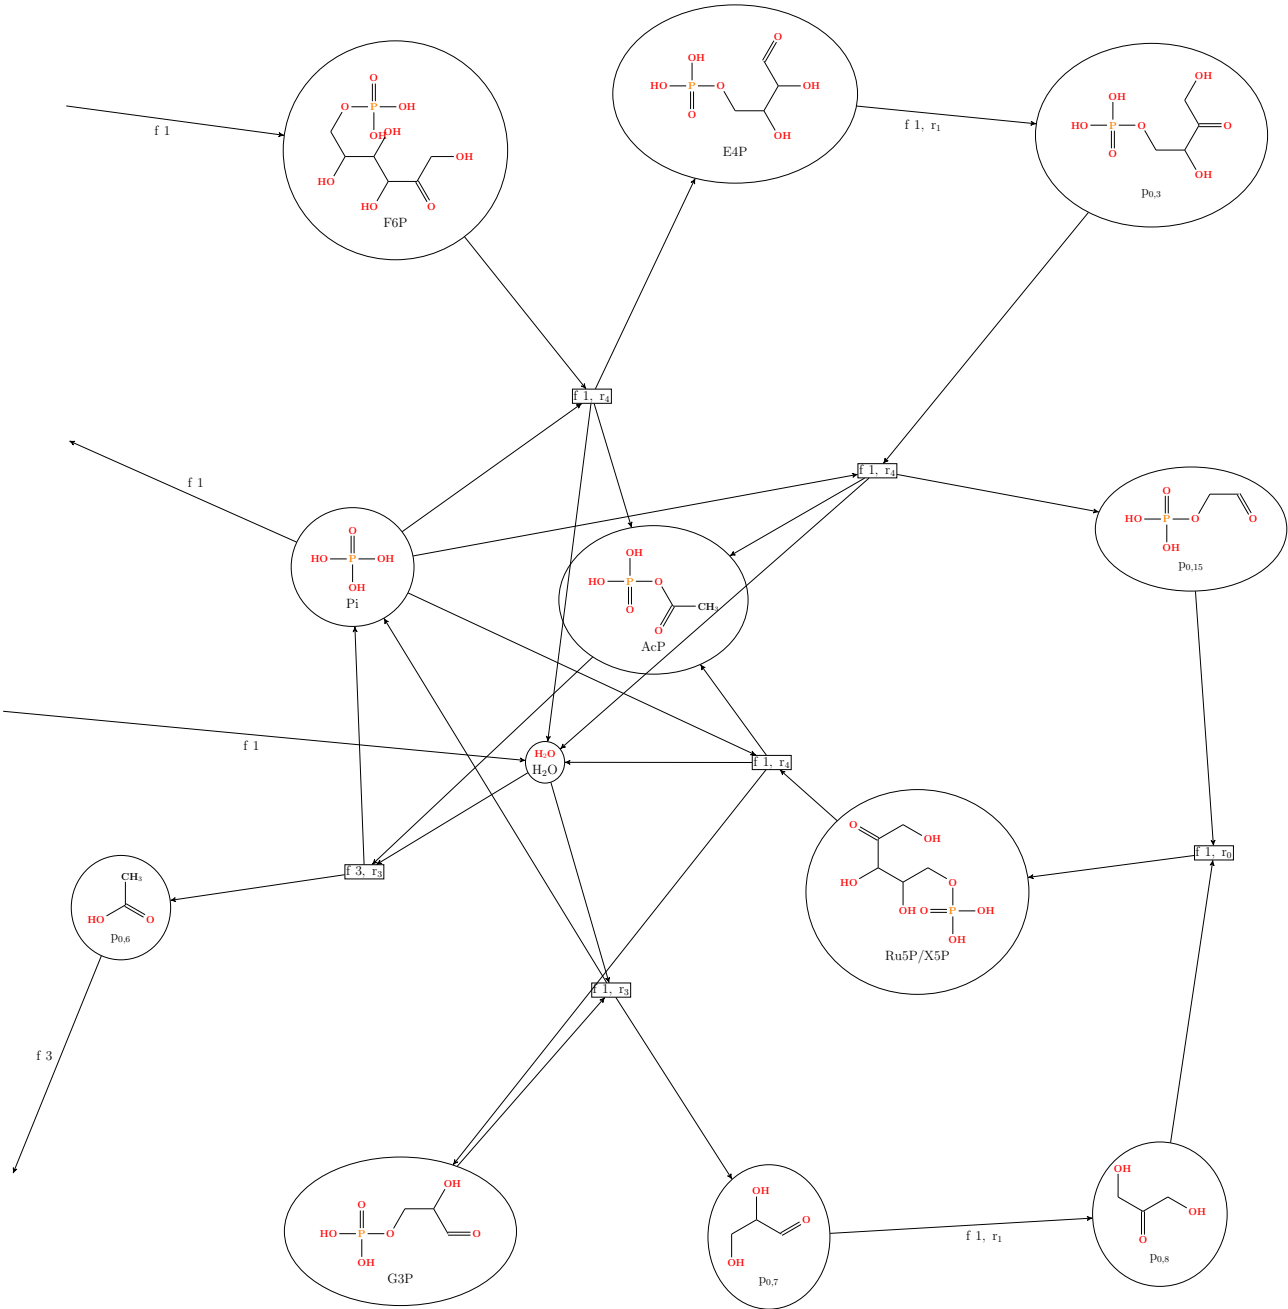 O
O P OH
OH OH
OH
HO
HO O
F6P
f 1
O
OH
HO P O OH
O
OH
E4P
f 1, r₁
OH
OH
HO P O O
O
OH
p₀,₃
f 1, r₄
f 1, r₄
f 1
O
HO P OH
OH
Pi
OH
HO P O
O CH₃
O
AcP
O
HO P O O
OH
p₀,₁₅
f 1
H₂O
H₂O
f 1, r₄
O OH
HO O
OH O P OH
OH
Ru5P/X5P
f 1, r₀
f 3, r₃
CH₃
HO O
p₀,₆
f 1, r₃
f 3
OH
O
HO P O O
OH
G3P
OH
O
OH
p₀,₇
f 1, r₁
OH
OH
O
p₀,₈